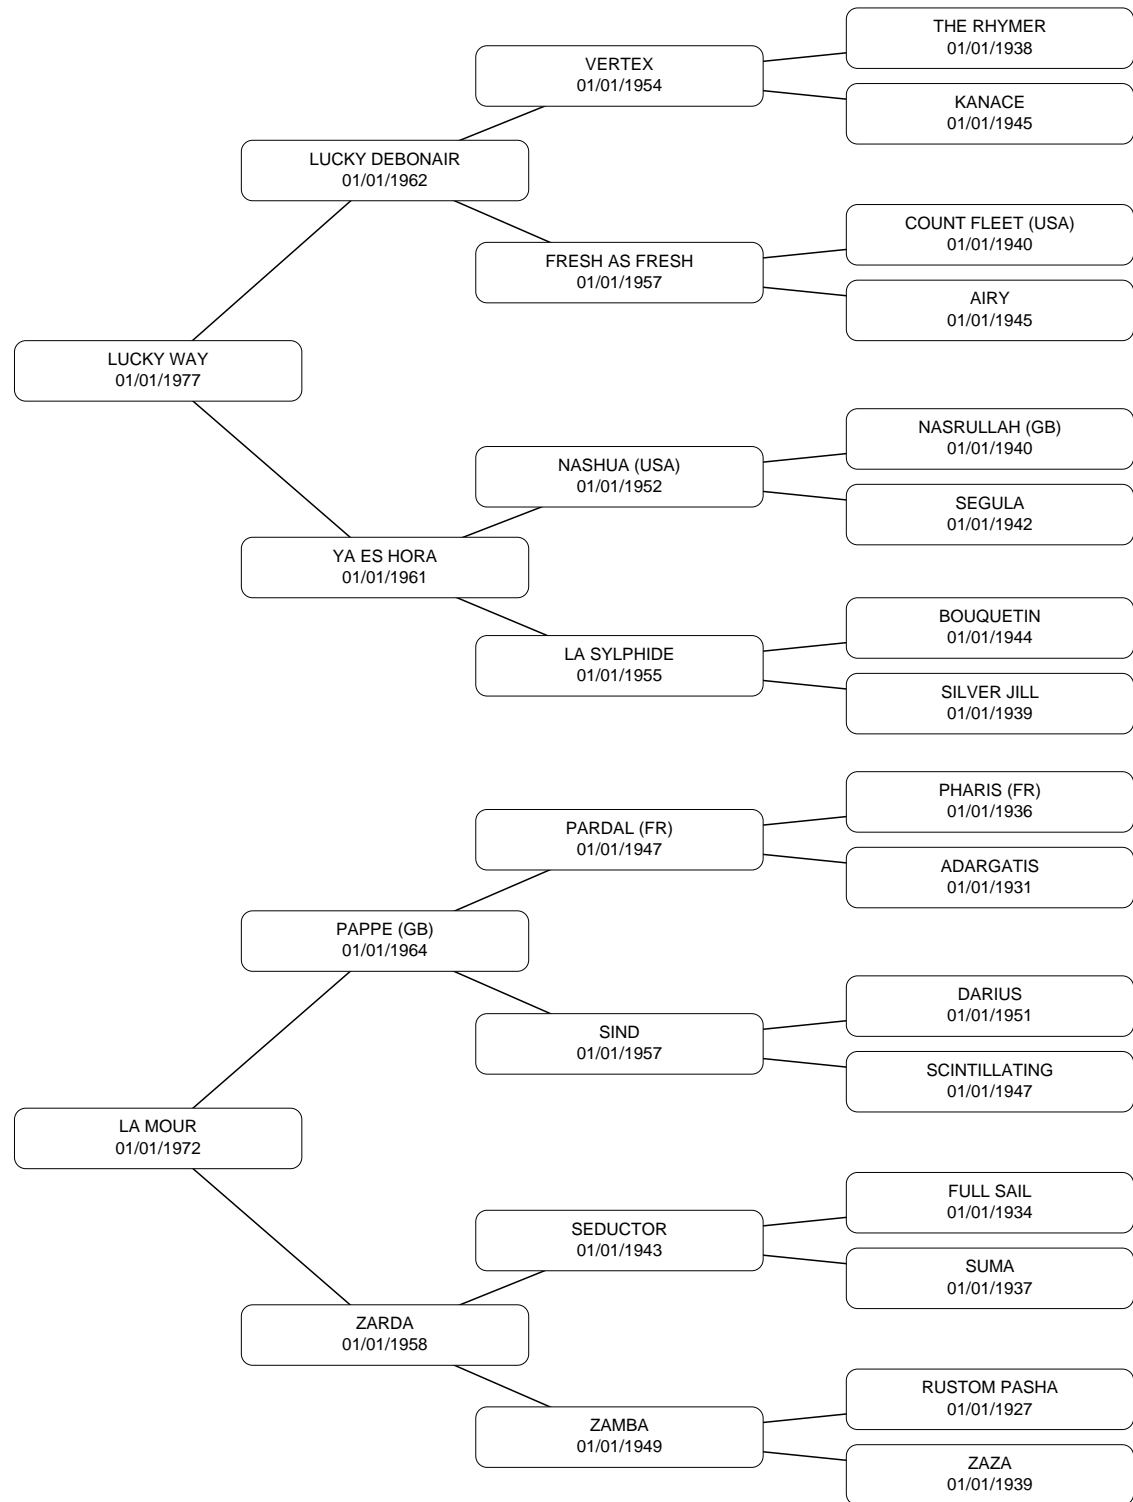 THE RHYMER
01/01/1938
VERTEX
01/01/1954
KANACE
01/01/1945
LUCKY DEBONAIR
01/01/1962
COUNT FLEET (USA)
01/01/1940
FRESH AS FRESH
01/01/1957
AIRY
01/01/1945
LUCKY WAY
01/01/1977
NASRULLAH (GB)
01/01/1940
NASHUA (USA)
01/01/1952
SEGULA
01/01/1942
YA ES HORA
01/01/1961
BOUQUETIN
01/01/1944
LA SYLPHIDE
01/01/1955
SILVER JILL
01/01/1939
PHARIS (FR)
01/01/1936
PARDAL (FR)
01/01/1947
ADARGATIS
01/01/1931
PAPPE (GB)
01/01/1964
DARIUS
01/01/1951
SIND
01/01/1957
SCINTILLATING
01/01/1947
LA MOUR
01/01/1972
FULL SAIL
01/01/1934
SEDUCTOR
01/01/1943
SUMA
01/01/1937
ZARDA
01/01/1958
RUSTOM PASHA
01/01/1927
ZAMBA
01/01/1949
ZAZA
01/01/1939